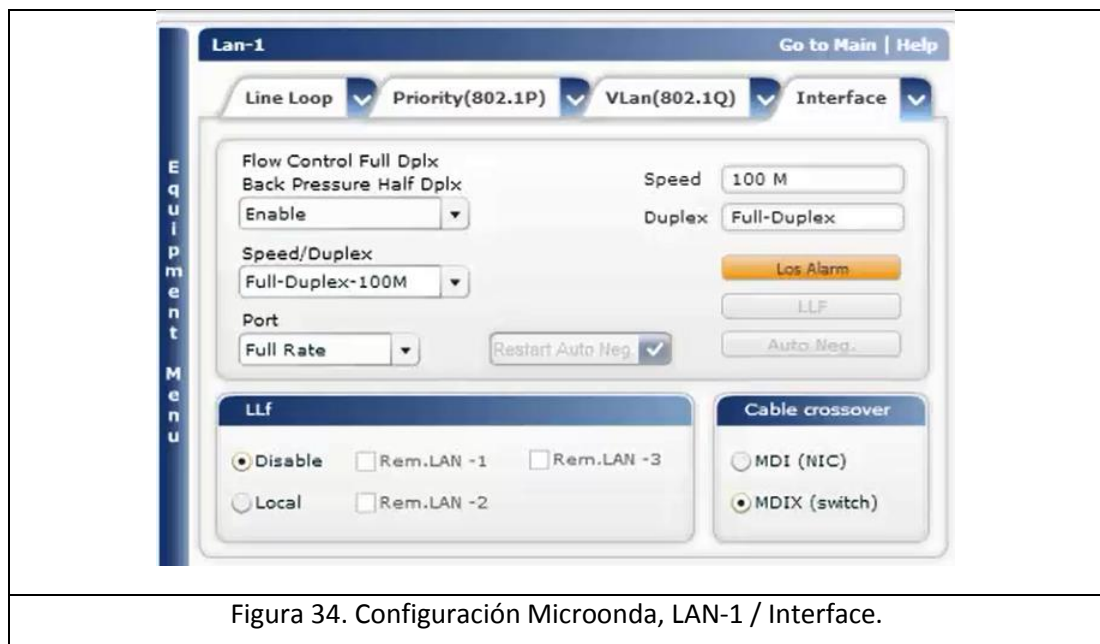 Lan-1
Go to Main | Help
Line Loop
Priority(802.1P)
VLan(802.1Q)
Interface
Equipment Menu
Flow Control Full Dplx
Back Pressure Half Dplx
Enable
Speed/Duplex
Full-Duplex-100M
Port
Full Rate
Restart Auto Neg.
Speed 100 M
Duplex Full-Duplex
Los Alarm
LLF
Auto Neg.
LLf
Disable
Rem.LAN -1
Rem.LAN -3
Local
Rem.LAN -2
Cable crossover
MDI (NIC)
MDIX (switch)
Figura 34. Configuración Microonda, LAN-1 / Interface.